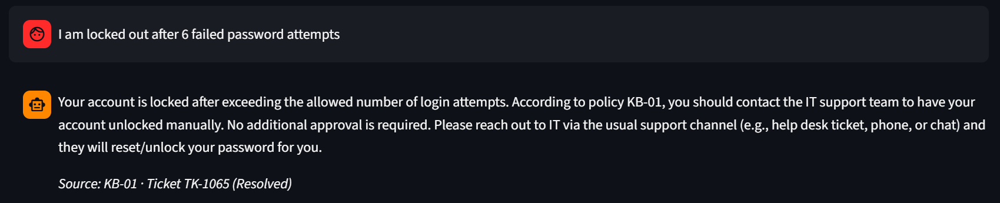 I am locked out after 6 failed password attempts
Your account is locked after exceeding the allowed number of login attempts. According to policy KB-01, you should contact the IT support team to have your
account unlocked manually. No additional approval is required. Please reach out to IT via the usual support channel (e.g., help desk ticket, phone, or chat) and
they will reset/unlock your password for you.
Source: KB-01 · Ticket TK-1065 (Resolved)